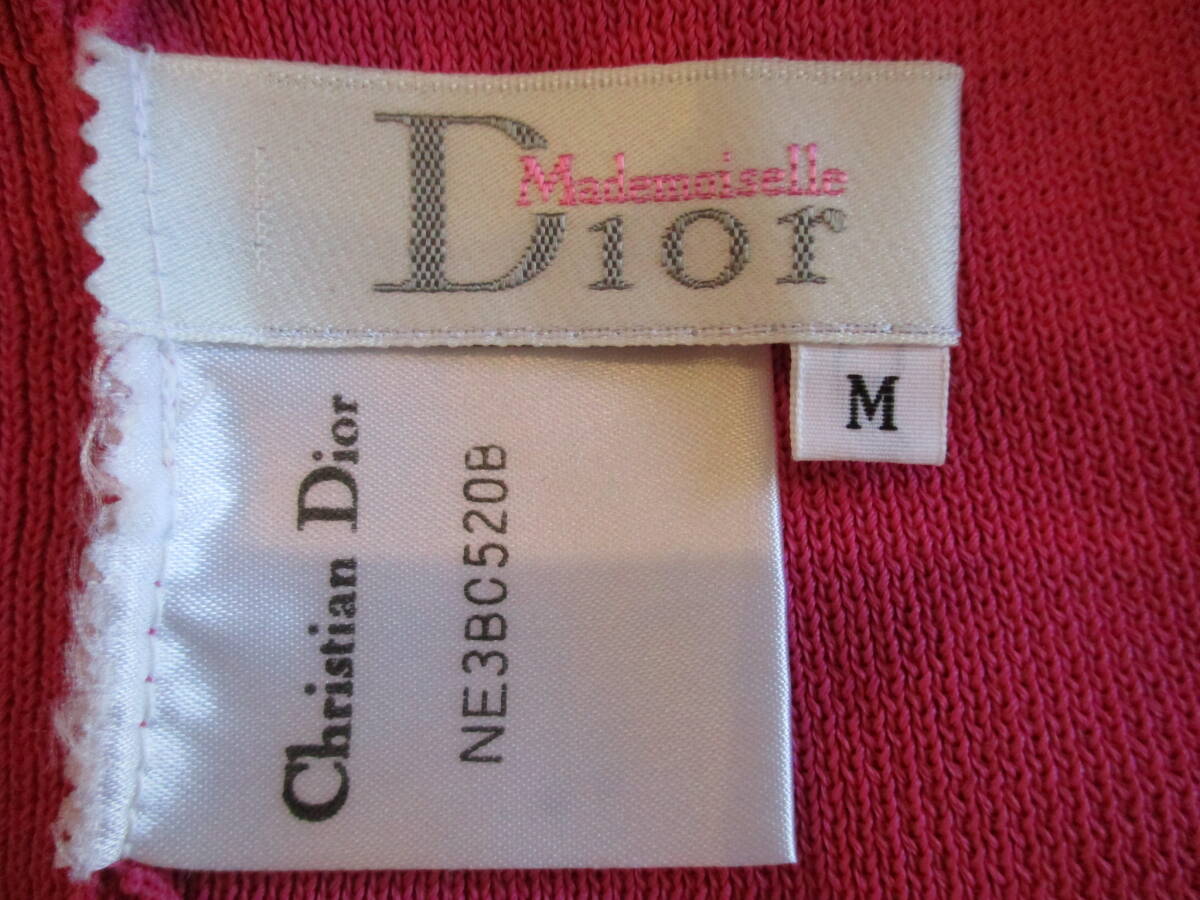 Mademoiselle
Dior
M
Christian Dior
NE3BC520B